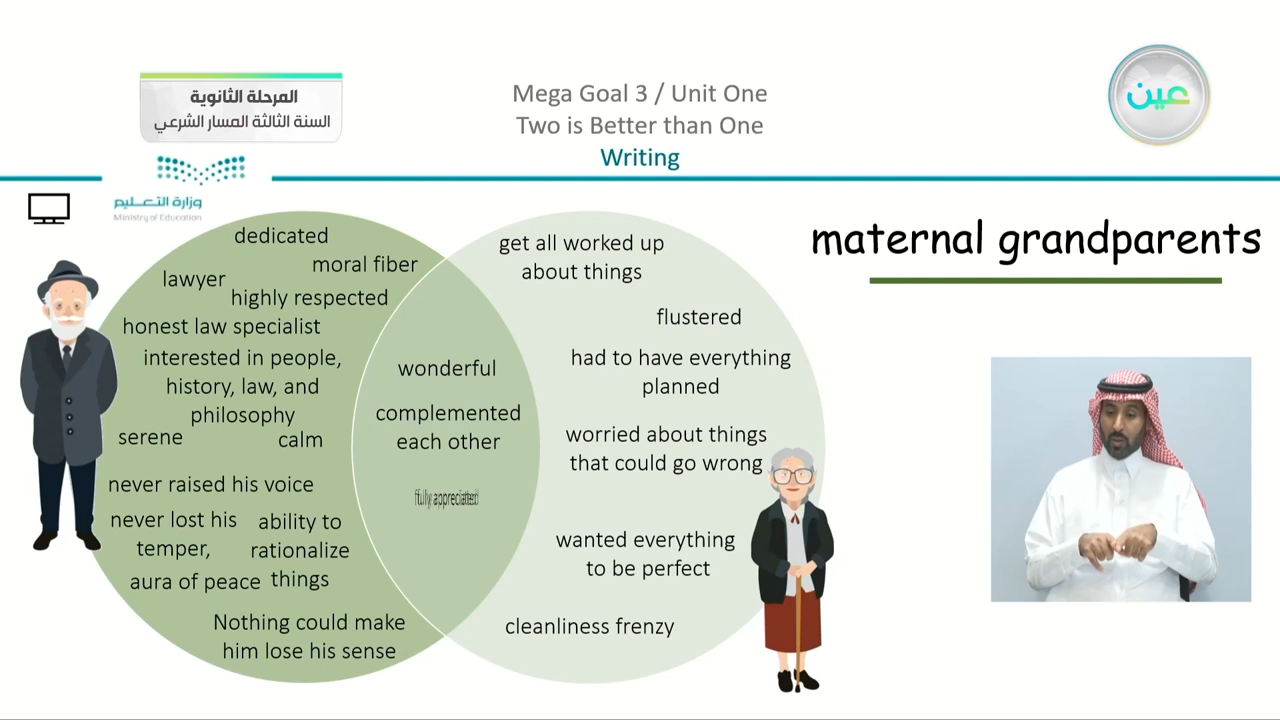 المرحلة الثانوية
السنة الثالثة المسار الشرعي
Mega Goal 3 / Unit One
Two is Better than One
Writing
عين
وزارة التعليم
Ministry of Education
maternal grandparents
dedicated
moral fiber
lawyer
highly respected
honest law specialist
interested in people,
history, law, and
philosophy
serene
calm
never raised his voice
never lost his
temper,
ability to
rationalize
things
aura of peace
Nothing could make
him lose his sense
wonderful
complemented
each other
fully appreciated
get all worked up
about things
flustered
had to have everything
planned
worried about things
that could go wrong
wanted everything
to be perfect
cleanliness frenzy